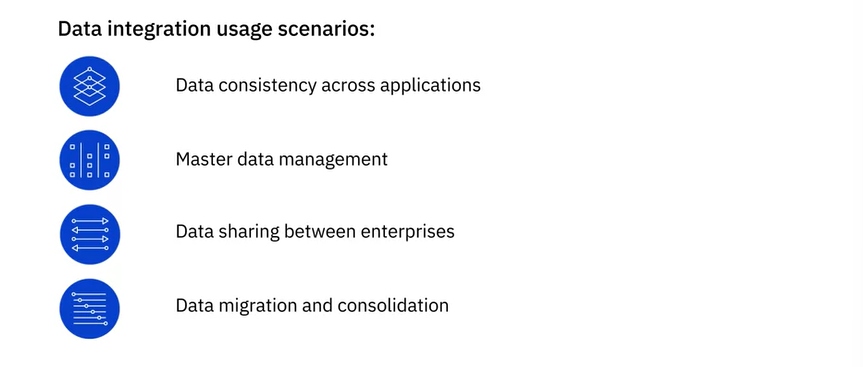 Data integration usage scenarios:
Data consistency across applications
Master data management
Data sharing between enterprises
Data migration and consolidation